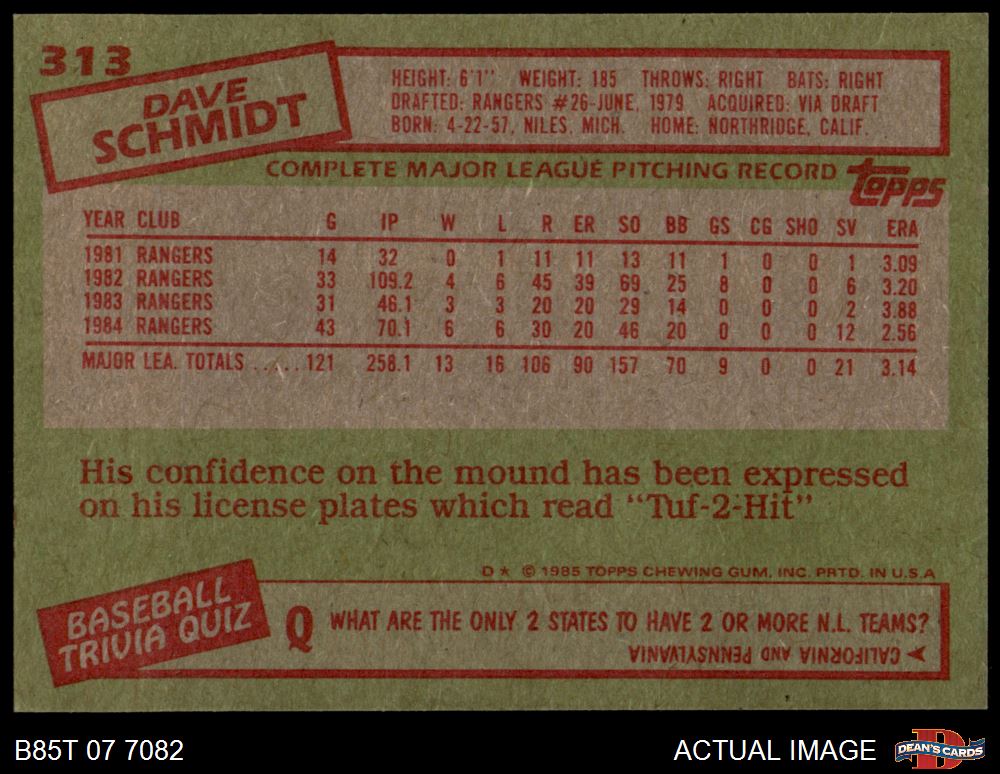 313
DAVE
SCHMIDT
HEIGHT: 6'1" WEIGHT: 185 THROWS: RIGHT BATS: RIGHT
DRAFTED: RANGERS #26-JUNE, 1979 ACQUIRED: VIA DRAFT
BORN: 4-22-57, NILES, MICH. HOME: NORTHRIDGE, CALIF.
COMPLETE MAJOR LEAGUE PITCHING RECORD
Topps
YEAR CLUB G IP W L R ER SO BB GS CG SHO SV ERA
1981 RANGERS 14 32 0 1 11 11 13 11 1 0 0 1 3.09
1982 RANGERS 33 109.2 4 6 45 39 69 25 8 0 0 6 3.20
1983 RANGERS 31 46.1 3 3 20 20 29 14 0 0 0 2 3.88
1984 RANGERS 43 70.1 6 6 30 20 46 20 0 0 0 12 2.56
MAJOR LEA. TOTALS ..... 121 258.1 13 16 106 90 157 70 9 0 0 21 3.14
His confidence on the mound has been expressed
on his license plates which read "Tuf-2-Hit"
D* © 1985 TOPPS CHEWING GUM, INC. PRTD. IN U.S.A
BASEBALL
TRIVIA QUIZ
Q WHAT ARE THE ONLY 2 STATES TO HAVE 2 OR MORE N.L. TEAMS?
➤ CALIFORNIA AND PENNSYLVANIA
B85T 07 7082
ACTUAL IMAGE
D
DEAN'S CARDS